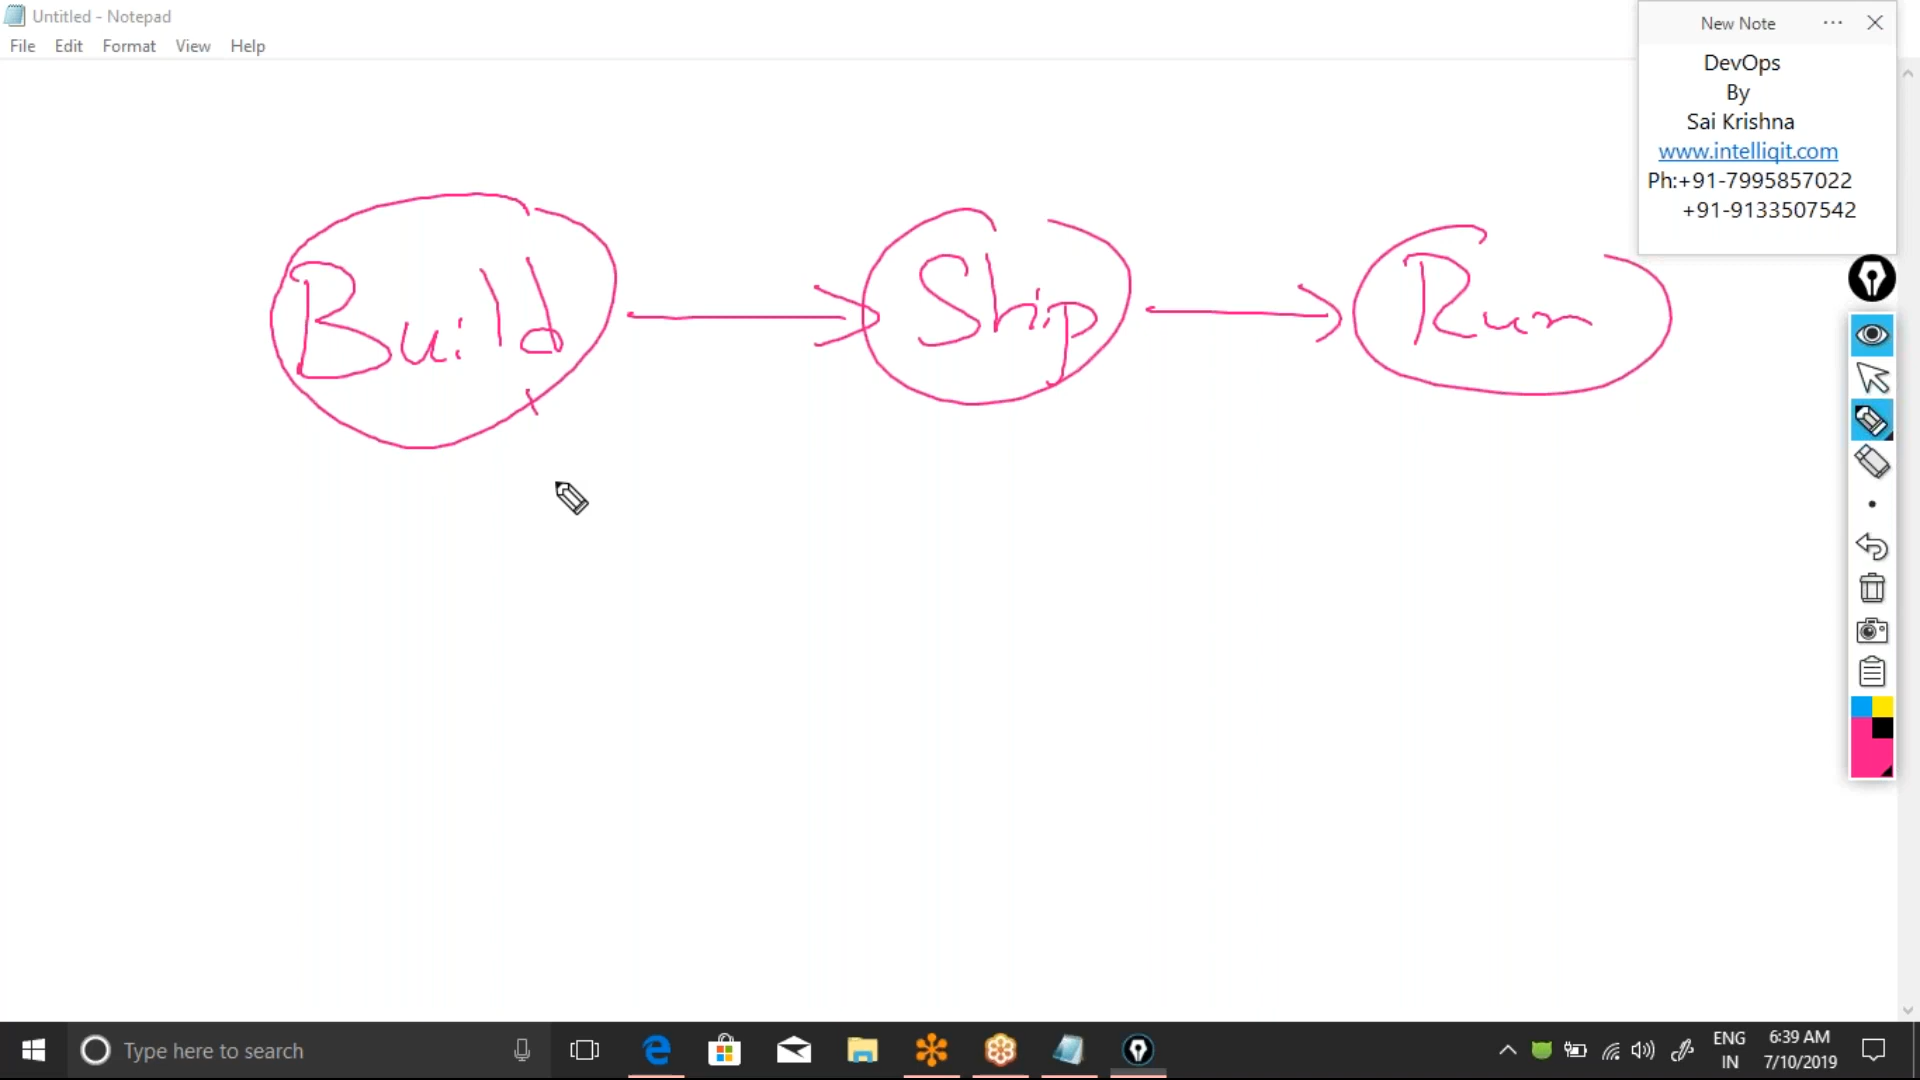 Untitled - Notepad
File Edit Format View Help
New Note
DevOps
By
Sai Krishna
www.intelliqit.com
Ph:+91-7995857022
+91-9133507542
Build Ship Run
Type here to search
ENG
IN
6:39 AM
7/10/2019